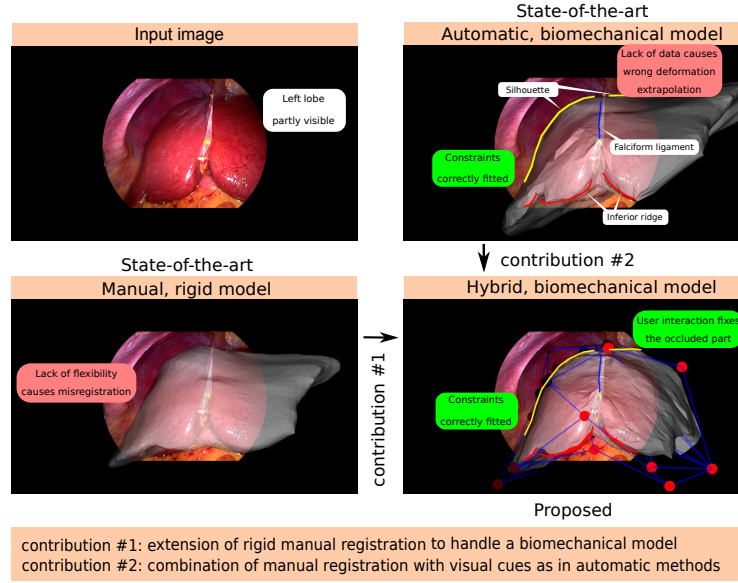 Input image
Left lobe
partly visible
State-of-the-art
Automatic, biomechanical model
Lack of data causes
wrong deformation
extrapolation
Silhouette
Falciform ligament
Constraints
correctly fitted
Inferior ridge
State-of-the-art
Manual, rigid model
Lack of flexibility
causes misregistration
contribution #1
contribution #2
Hybrid, biomechanical model
User interaction fixes
the occluded part
Constraints
correctly fitted
Proposed
contribution #1: extension of rigid manual registration to handle a biomechanical model
contribution #2: combination of manual registration with visual cues as in automatic methods